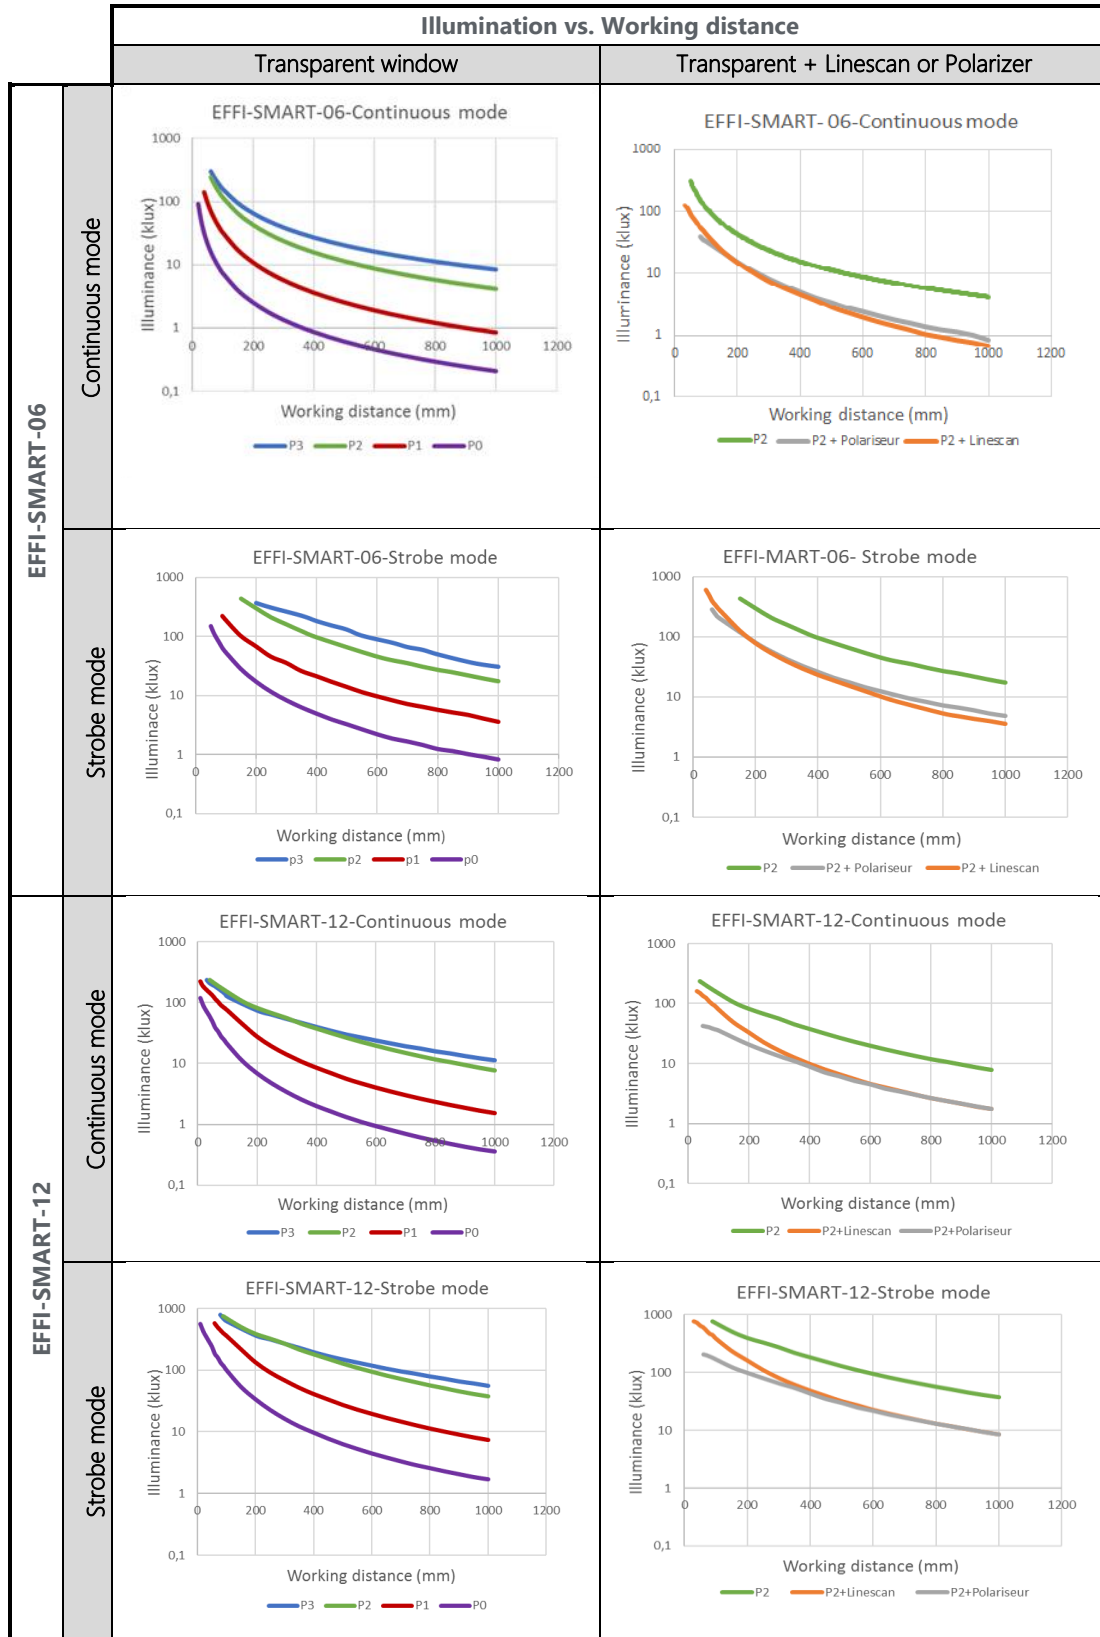 Illumination vs. Working distance
Transparent window
Transparent + Linescan or Polarizer
EFFI-SMART-06
Continuous mode
EFFI-SMART-06-Continuous mode
1000
100
10
1
0,1
0 200 400 600 800 1000 1200
Illuminance (klux)
Working distance (mm)
P3 P2 P1 P0
EFFI-SMART- 06-Continuous mode
1000
100
10
1
0,1
0 200 400 600 800 1000 1200
Illuminance (klux)
Working distance (mm)
P2 P2 + Polariseur P2 + Linescan
Strobe mode
EFFI-SMART-06-Strobe mode
1000
100
10
1
0,1
0 200 400 600 800 1000 1200
Illuminace (klux)
Working distance (mm)
p3 p2 p1 p0
EFFI-MART-06- Strobe mode
1000
100
10
1
0,1
0 200 400 600 800 1000 1200
Illuminance (klux)
Working distance (mm)
P2 P2 + Polariseur P2 + Linescan
EFFI-SMART-12
Continuous mode
EFFI-SMART-12-Continuous mode
1000
100
10
1
0,1
0 200 400 600 800 1000 1200
Illuminance (klux)
Working distance (mm)
P3 P2 P1 P0
EFFI-SMART-12-Continuous mode
1000
100
10
1
0,1
0 200 400 600 800 1000 1200
Illuminance (klux)
Working distance (mm)
P2 P2+Linescan P2+Polariseur
Strobe mode
EFFI-SMART-12-Strobe mode
1000
100
10
1
0,1
0 200 400 600 800 1000 1200
Illuminance (klux)
Working distance (mm)
P3 P2 P1 P0
EFFI-SMART-12-Strobe mode
1000
100
10
1
0,1
0 200 400 600 800 1000 1200
Illuminance (klux)
Working distance (mm)
P2 P2+Linescan P2+Polariseur